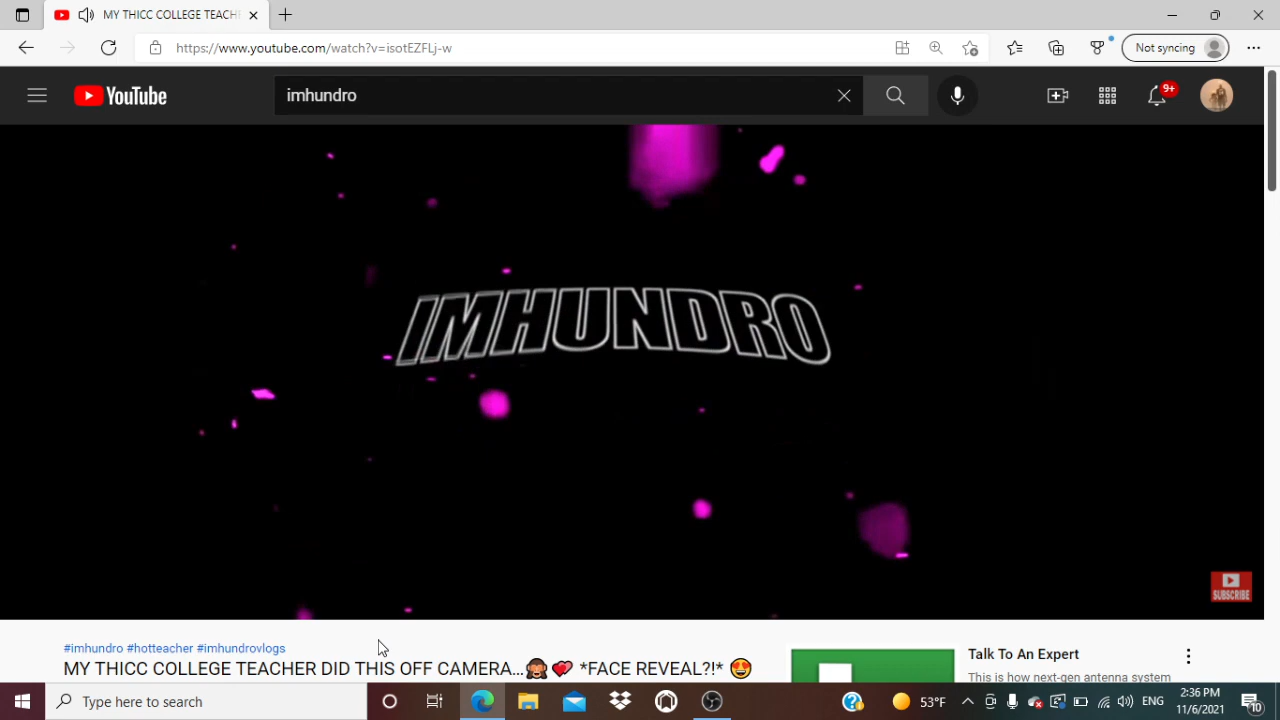 MY THICC COLLEGE TEACHE
https://www.youtube.com/watch?v=isotEZFLj-w
Not syncing
YouTube
imhundro
9+
IMHUNDRO
SUBSCRIBE
#imhundro #hotteacher #imhundrovlogs
MY THICC COLLEGE TEACHER DID THIS OFF CAMERA...🙈💕 *FACE REVEAL?!* 😍
Talk To An Expert
This is how next-gen antenna system
Type here to search
53°F
ENG
2:36 PM
11/6/2021
10